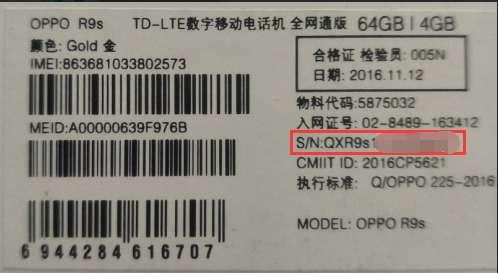 OPPO R9s TD-LTE数字移动电话机 全网通版 64GB | 4GB
颜色: Gold 金
IMEI:863681033802573
MEID:A00000639F976B
6 944284 616707
合格证 检验员: 005N
日期: 2016.11.12
物料代码:5875032
入网证号: 02-8489-163412
S/N:QXR9s1
CMIIT ID: 2016CP5621
执行标准: Q/OPPO 225-2016
MODEL: OPPO R9s